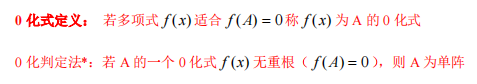 0 化式定义： 若多项式 f(x) 适合 f(A) = 0 称 f(x) 为 A 的 0 化式
0 化判定法*：若 A 的一个 0 化式 f(x) 无重根（ f(A) = 0 ），则 A 为单阵